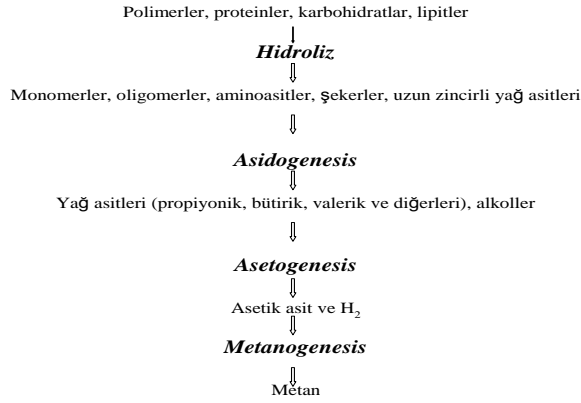 Polimerler, proteinler, karbohidratlar, lipitler
Hidroliz
Monomerler, oligomerler, aminoasitler, şekerler, uzun zincirli yağ asitleri
Asidogenesis
Yağ asitleri (propiyonik, bütirik, valerik ve diğerleri), alkoller
Asetogenesis
Asetik asit ve H₂
Metanogenesis
Metan